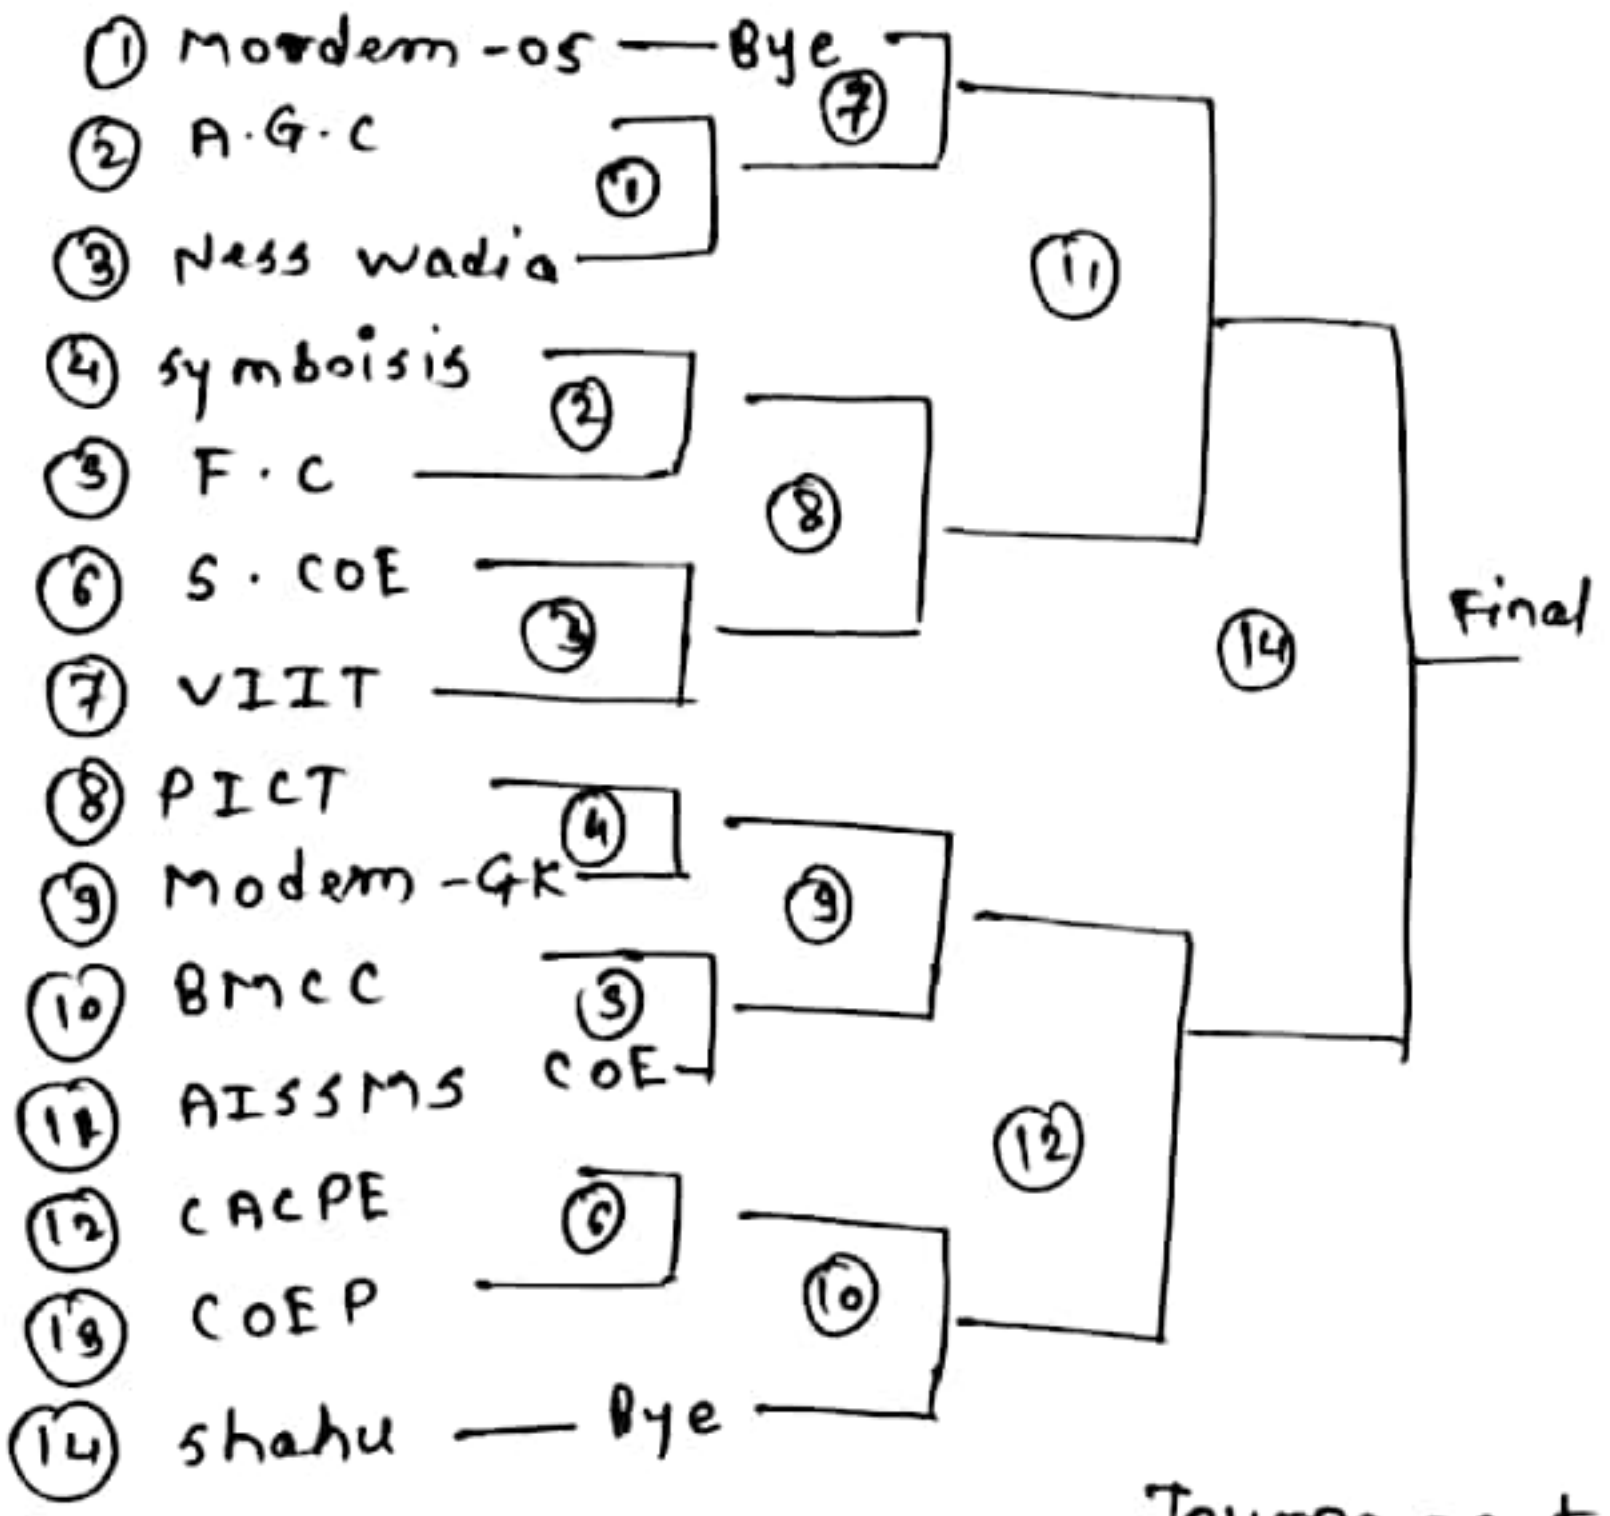 ① Mordem-os — Bye
⑦
② A.G.C
①
③ Ness wadia
⑪
④ symboisis
②
⑤ F.C
⑧
⑥ S.COE
③
Final
⑭
⑦ VIIT
⑧ PICT
④
⑨ Modem-GK
⑨
⑩ BMCC
⑤
COE
⑪ AISSMS
⑫
⑫ CACPE
⑥
⑬ COEP
⑩
⑭ shahu — Bye